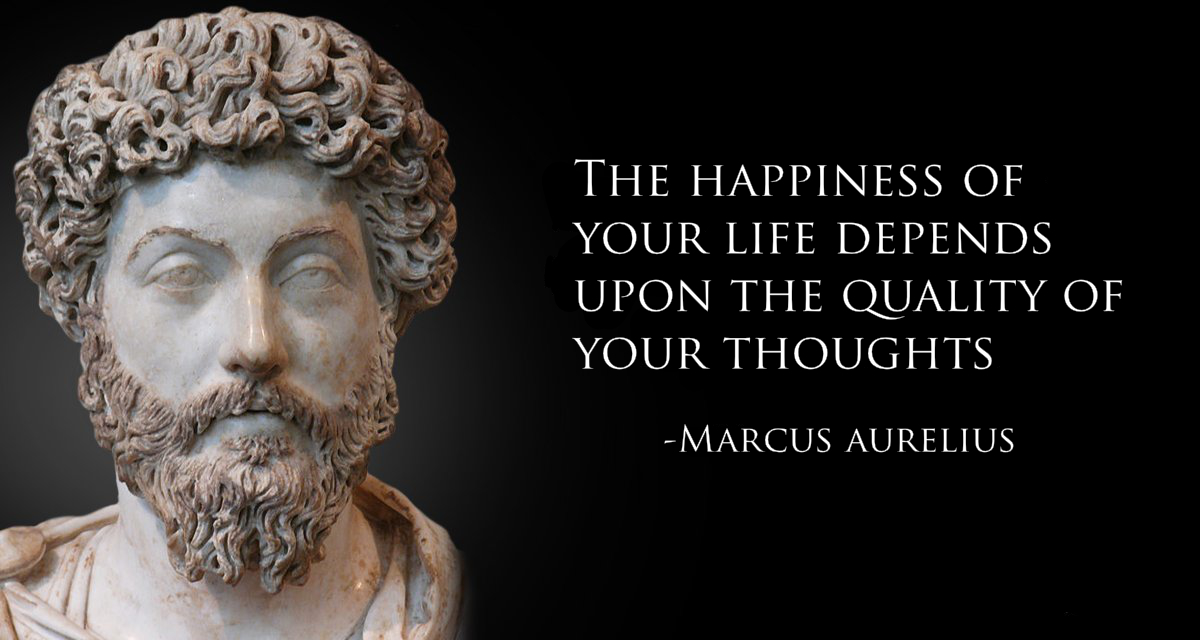 THE HAPPINESS OF
YOUR LIFE DEPENDS
UPON THE QUALITY OF
YOUR THOUGHTS
-MARCUS AURELIUS